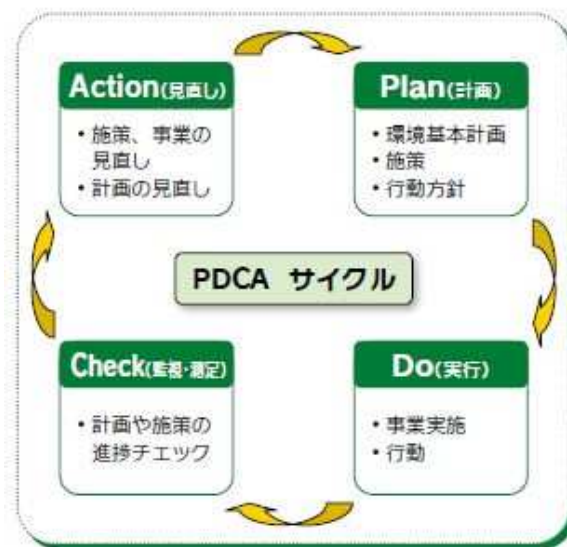 Action(見直し)
・施策、事業の
見直し
・計画の見直し
Plan(計画)
・環境基本計画
・施策
・行動方針
PDCA サイクル
Check(監視・測定)
・計画や施策の
進捗チェック
Do(実行)
・事業実施
・行動